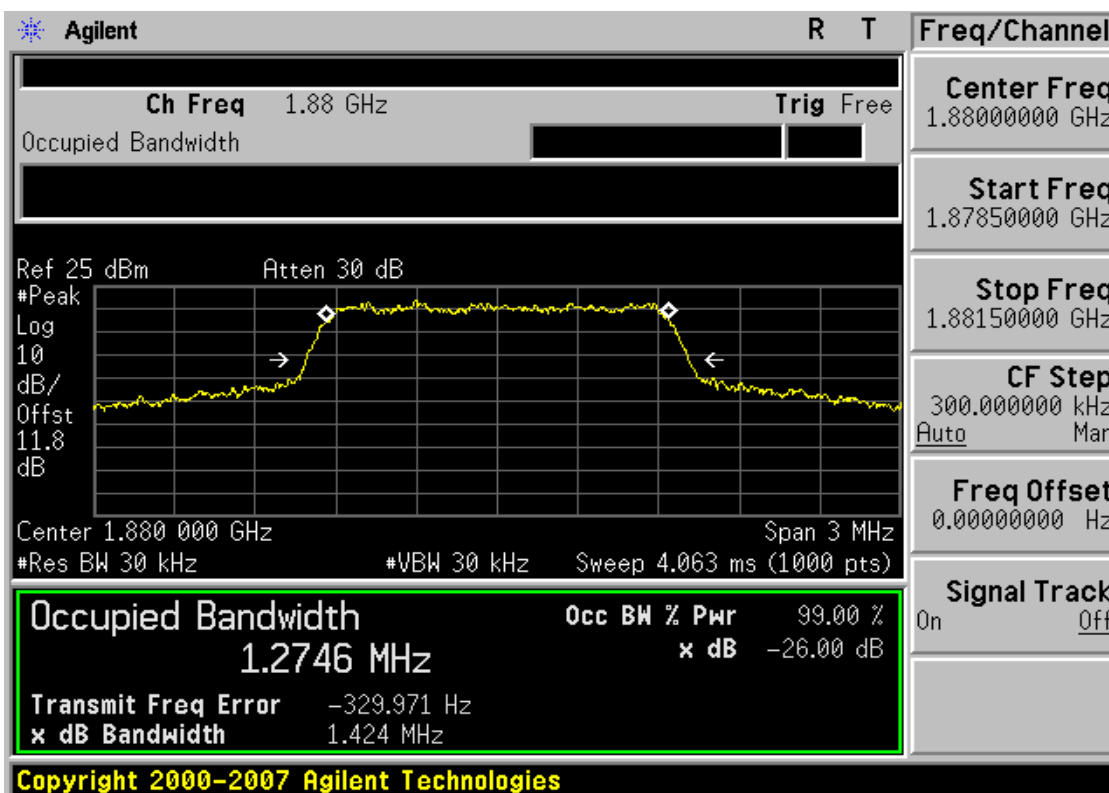 Agilent R T Freq/Channel
Ch Freq 1.88 GHz Trig Free
Occupied Bandwidth
Center Freq
1.88000000 GHz
Start Freq
1.87850000 GHz
Stop Freq
1.88150000 GHz
CF Step
300.000000 kHz
Auto Man
Freq Offset
0.00000000 Hz
Signal Track
On Off
Ref 25 dBm Atten 30 dB
#Peak
Log
10
dB/
Offst
11.8
dB
Center 1.880 000 GHz Span 3 MHz
#Res BW 30 kHz #VBW 30 kHz Sweep 4.063 ms (1000 pts)
Occupied Bandwidth Occ BW % Pwr 99.00 %
1.2746 MHz x dB -26.00 dB
Transmit Freq Error -329.971 Hz
x dB Bandwidth 1.424 MHz
Copyright 2000-2007 Agilent Technologies